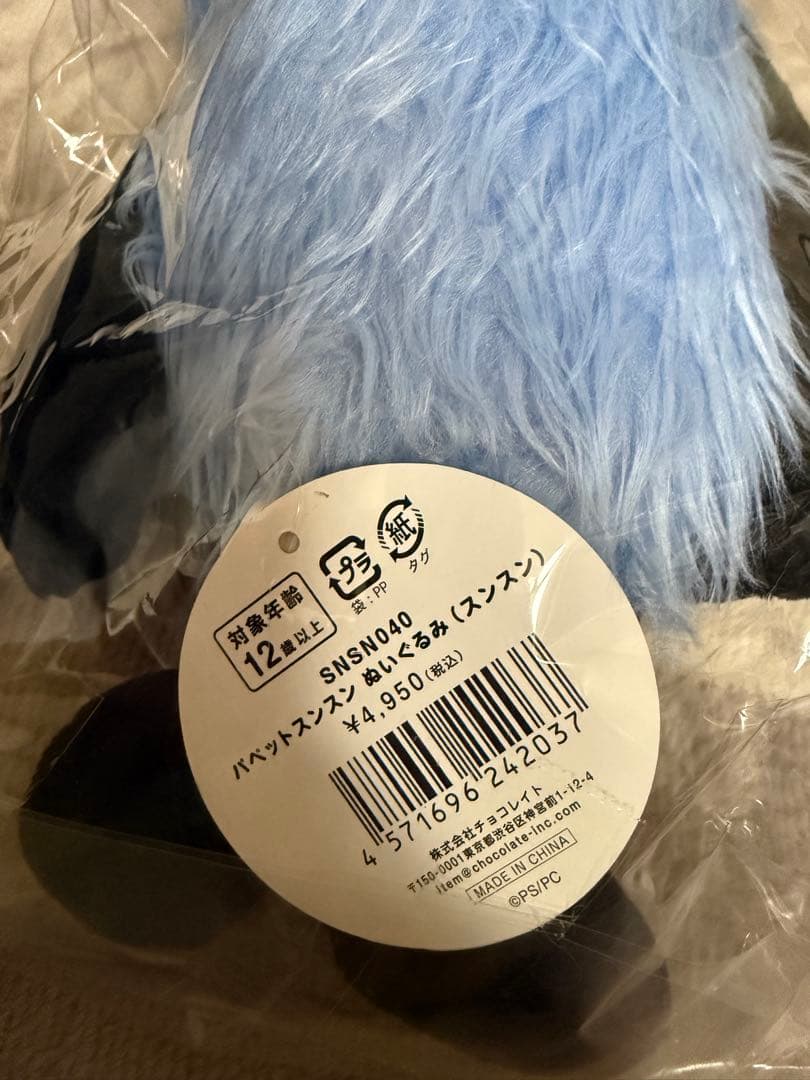 対象年齢
12歳以上
プラ
袋:PP
紙
タグ
SNSN040
パペットスンスン ぬいぐるみ(スンスン)
¥4,950(税込)
4 571696 242037
株式会社チョコレイト
〒150-0001東京都渋谷区神宮前1-12-4
item@chocolate-inc.com
MADE IN CHINA
©PS/PC